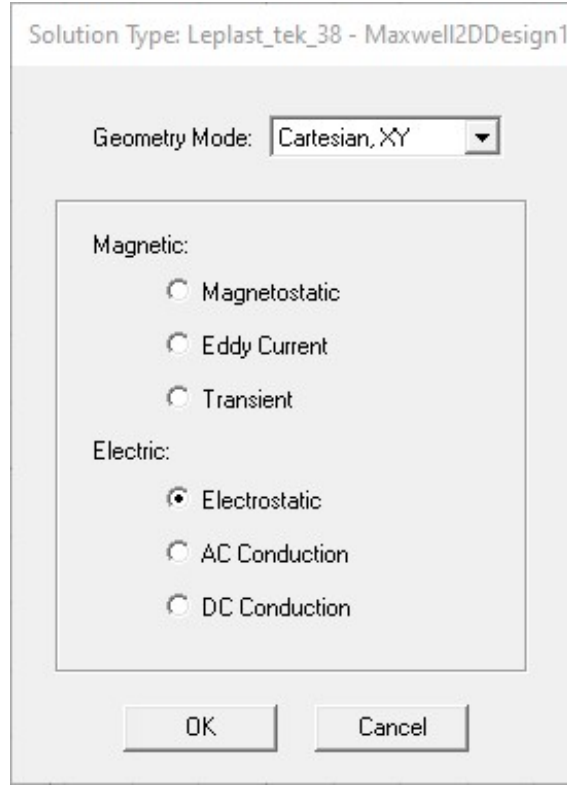 Solution Type: Leplast_tek_38 - Maxwell2DDesign1
Geometry Mode: Cartesian, XY
Magnetic:
Magnetostatic
Eddy Current
Transient
Electric:
Electrostatic
AC Conduction
DC Conduction
OK Cancel